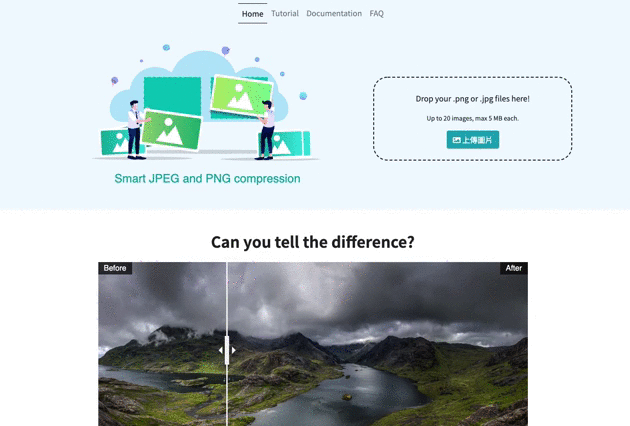 Home Tutorial Documentation FAQ
Smart JPEG and PNG compression
Drop your .png or .jpg files here!
Up to 20 images, max 5 MB each.
上傳圖片
Can you tell the difference?
Before After